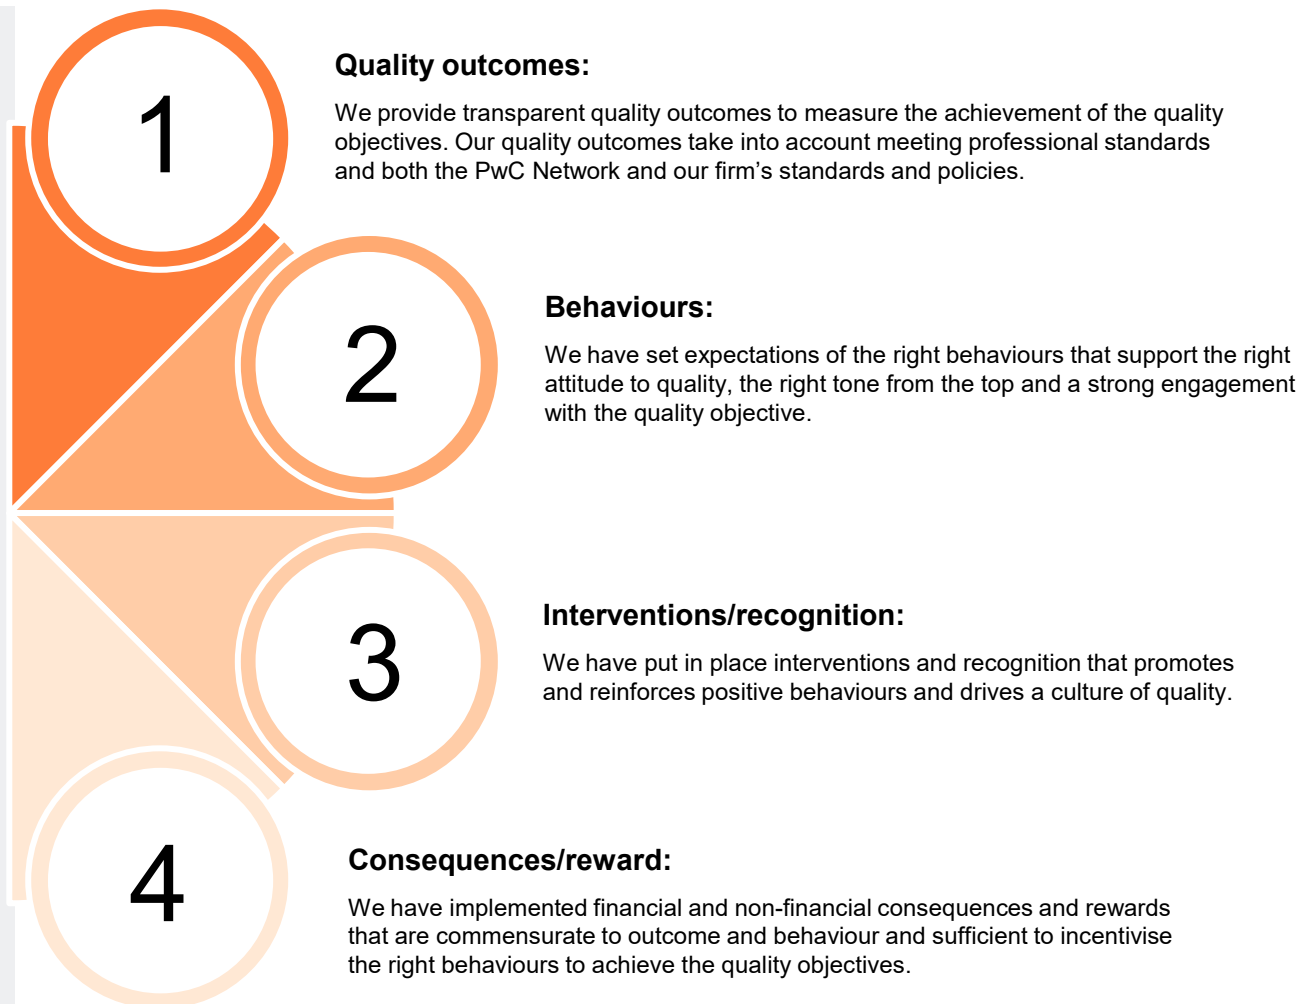 1
Quality outcomes:
We provide transparent quality outcomes to measure the achievement of the quality
objectives. Our quality outcomes take into account meeting professional standards
and both the PwC Network and our firm’s standards and policies.
2
Behaviours:
We have set expectations of the right behaviours that support the right
attitude to quality, the right tone from the top and a strong engagement
with the quality objective.
3
Interventions/recognition:
We have put in place interventions and recognition that promotes
and reinforces positive behaviours and drives a culture of quality.
4
Consequences/reward:
We have implemented financial and non-financial consequences and rewards
that are commensurate to outcome and behaviour and sufficient to incentivise
the right behaviours to achieve the quality objectives.